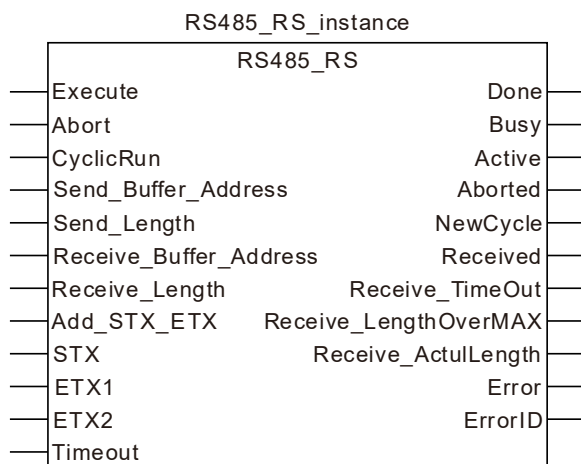 RS485_RS_instance
RS485_RS
Execute Done
Abort Busy
CyclicRun Active
Send_Buffer_Address Aborted
Send_Length NewCycle
Receive_Buffer_Address Received
Receive_Length Receive_TimeOut
Add_STX_ETX Receive_LengthOverMAX
STX Receive_ActulLength
ETX1 Error
ETX2 ErrorID
Timeout